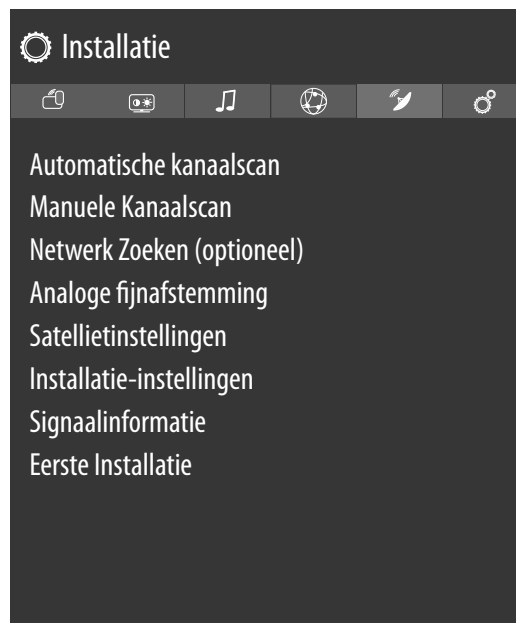 Installatie
Automatische kanaalscan
Manuele Kanaalscan
Netwerk Zoeken (optioneel)
Analoge fijnafstemming
Satellietinstellingen
Installatie-instellingen
Signaalinformatie
Eerste Installatie